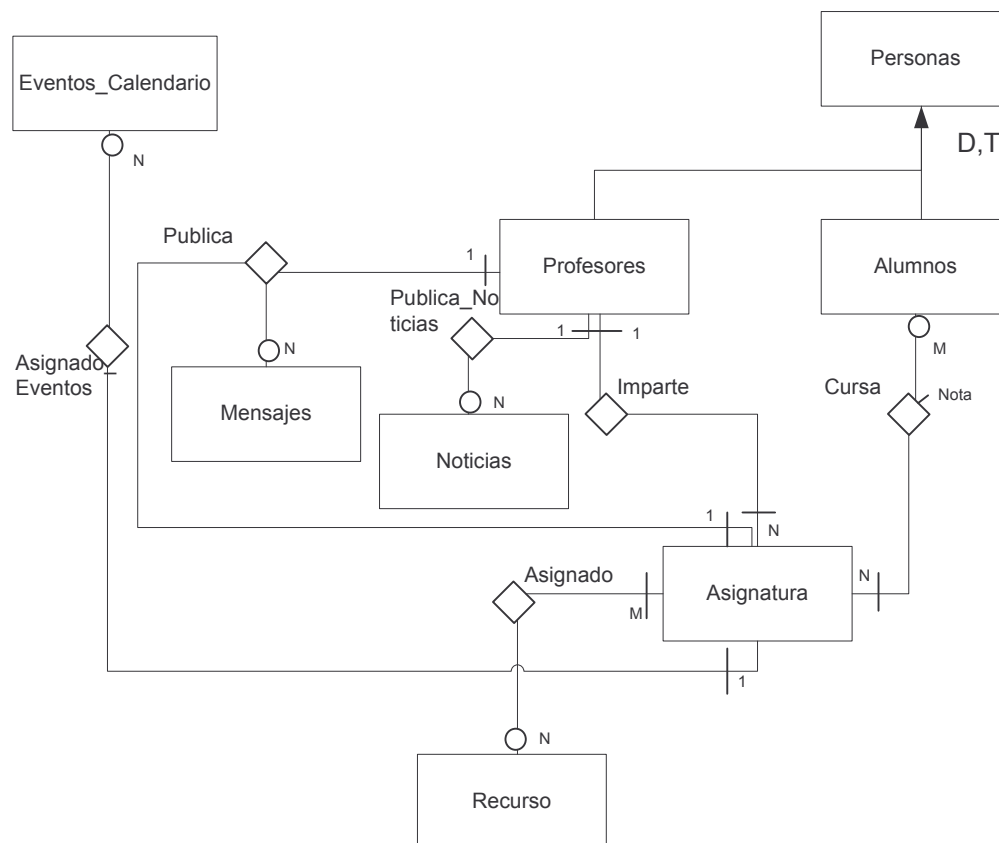 Personas
Eventos_Calendario
D,T
N
Publica
1
Profesores
Alumnos
Publica_No
ticias
1
1
M
N
Asignado
Eventos
Imparte
Cursa
Nota
Mensajes
N
Noticias
1
N
Asignado
N
Asignatura
M
1
N
Recurso